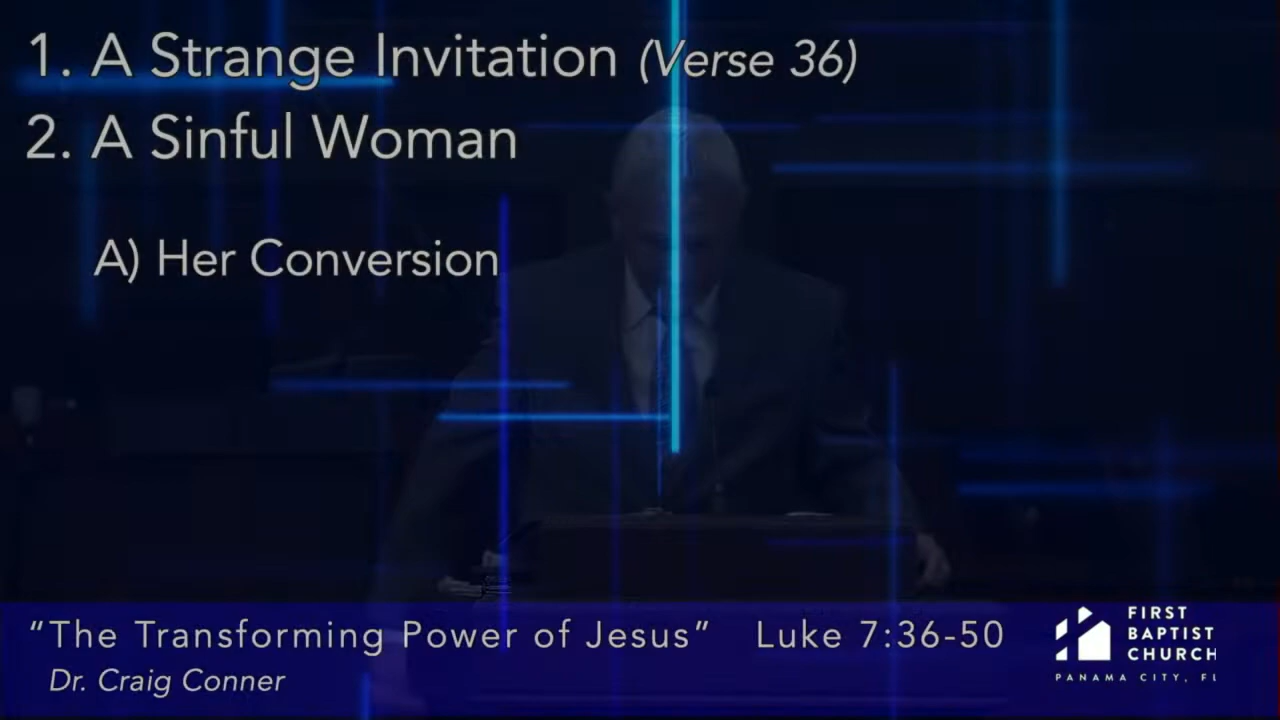 1. A Strange Invitation (Verse 36)
2. A Sinful Woman
A) Her Conversion
“The Transforming Power of Jesus” Luke 7:36-50
Dr. Craig Conner
FIRST
BAPTIST
CHURCH
PANAMA CITY, FL